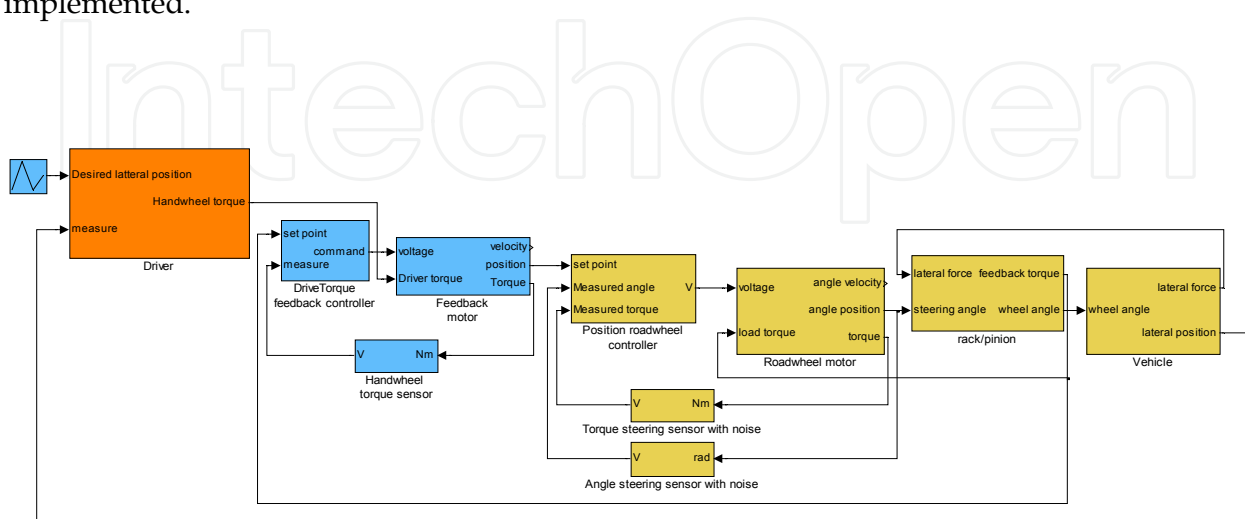 implemented.
IntechOpen
Desired latteral position
Handwheel torque
measure
Driver
set point
command
measure
DriveTorque
feedback controller
voltage
velocity
position
Driver torque
Torque
Feedback
motor
V
Nm
Handwheel
torque sensor
set point
Measured angle
V
Measured torque
Position roadwheel
controller
voltage
angle velocity
angle position
load torque
torque
Roadwheel motor
V
Nm
Torque steering sensor with noise
V
rad
Angle steering sensor with noise
lateral force
feedback torque
steering angle
wheel angle
rack/pinion
lateral force
wheel angle
lateral position
Vehicle